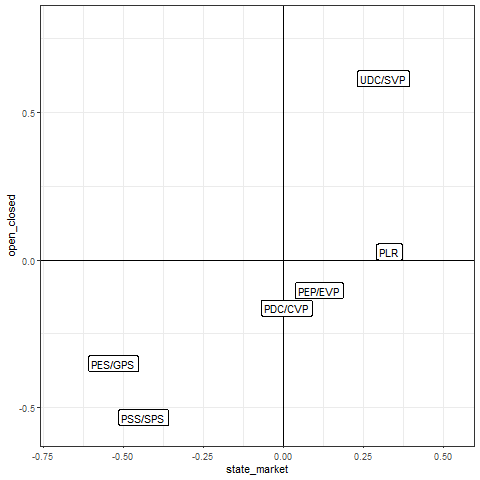 UDC/SVP
0.5
PLR
0.0
PEP/EVP
PDC/CVP
PES/GPS
PSS/SPS
-0.5
open_closed
-0.75
-0.50
-0.25
0.00
0.25
0.50
state_market